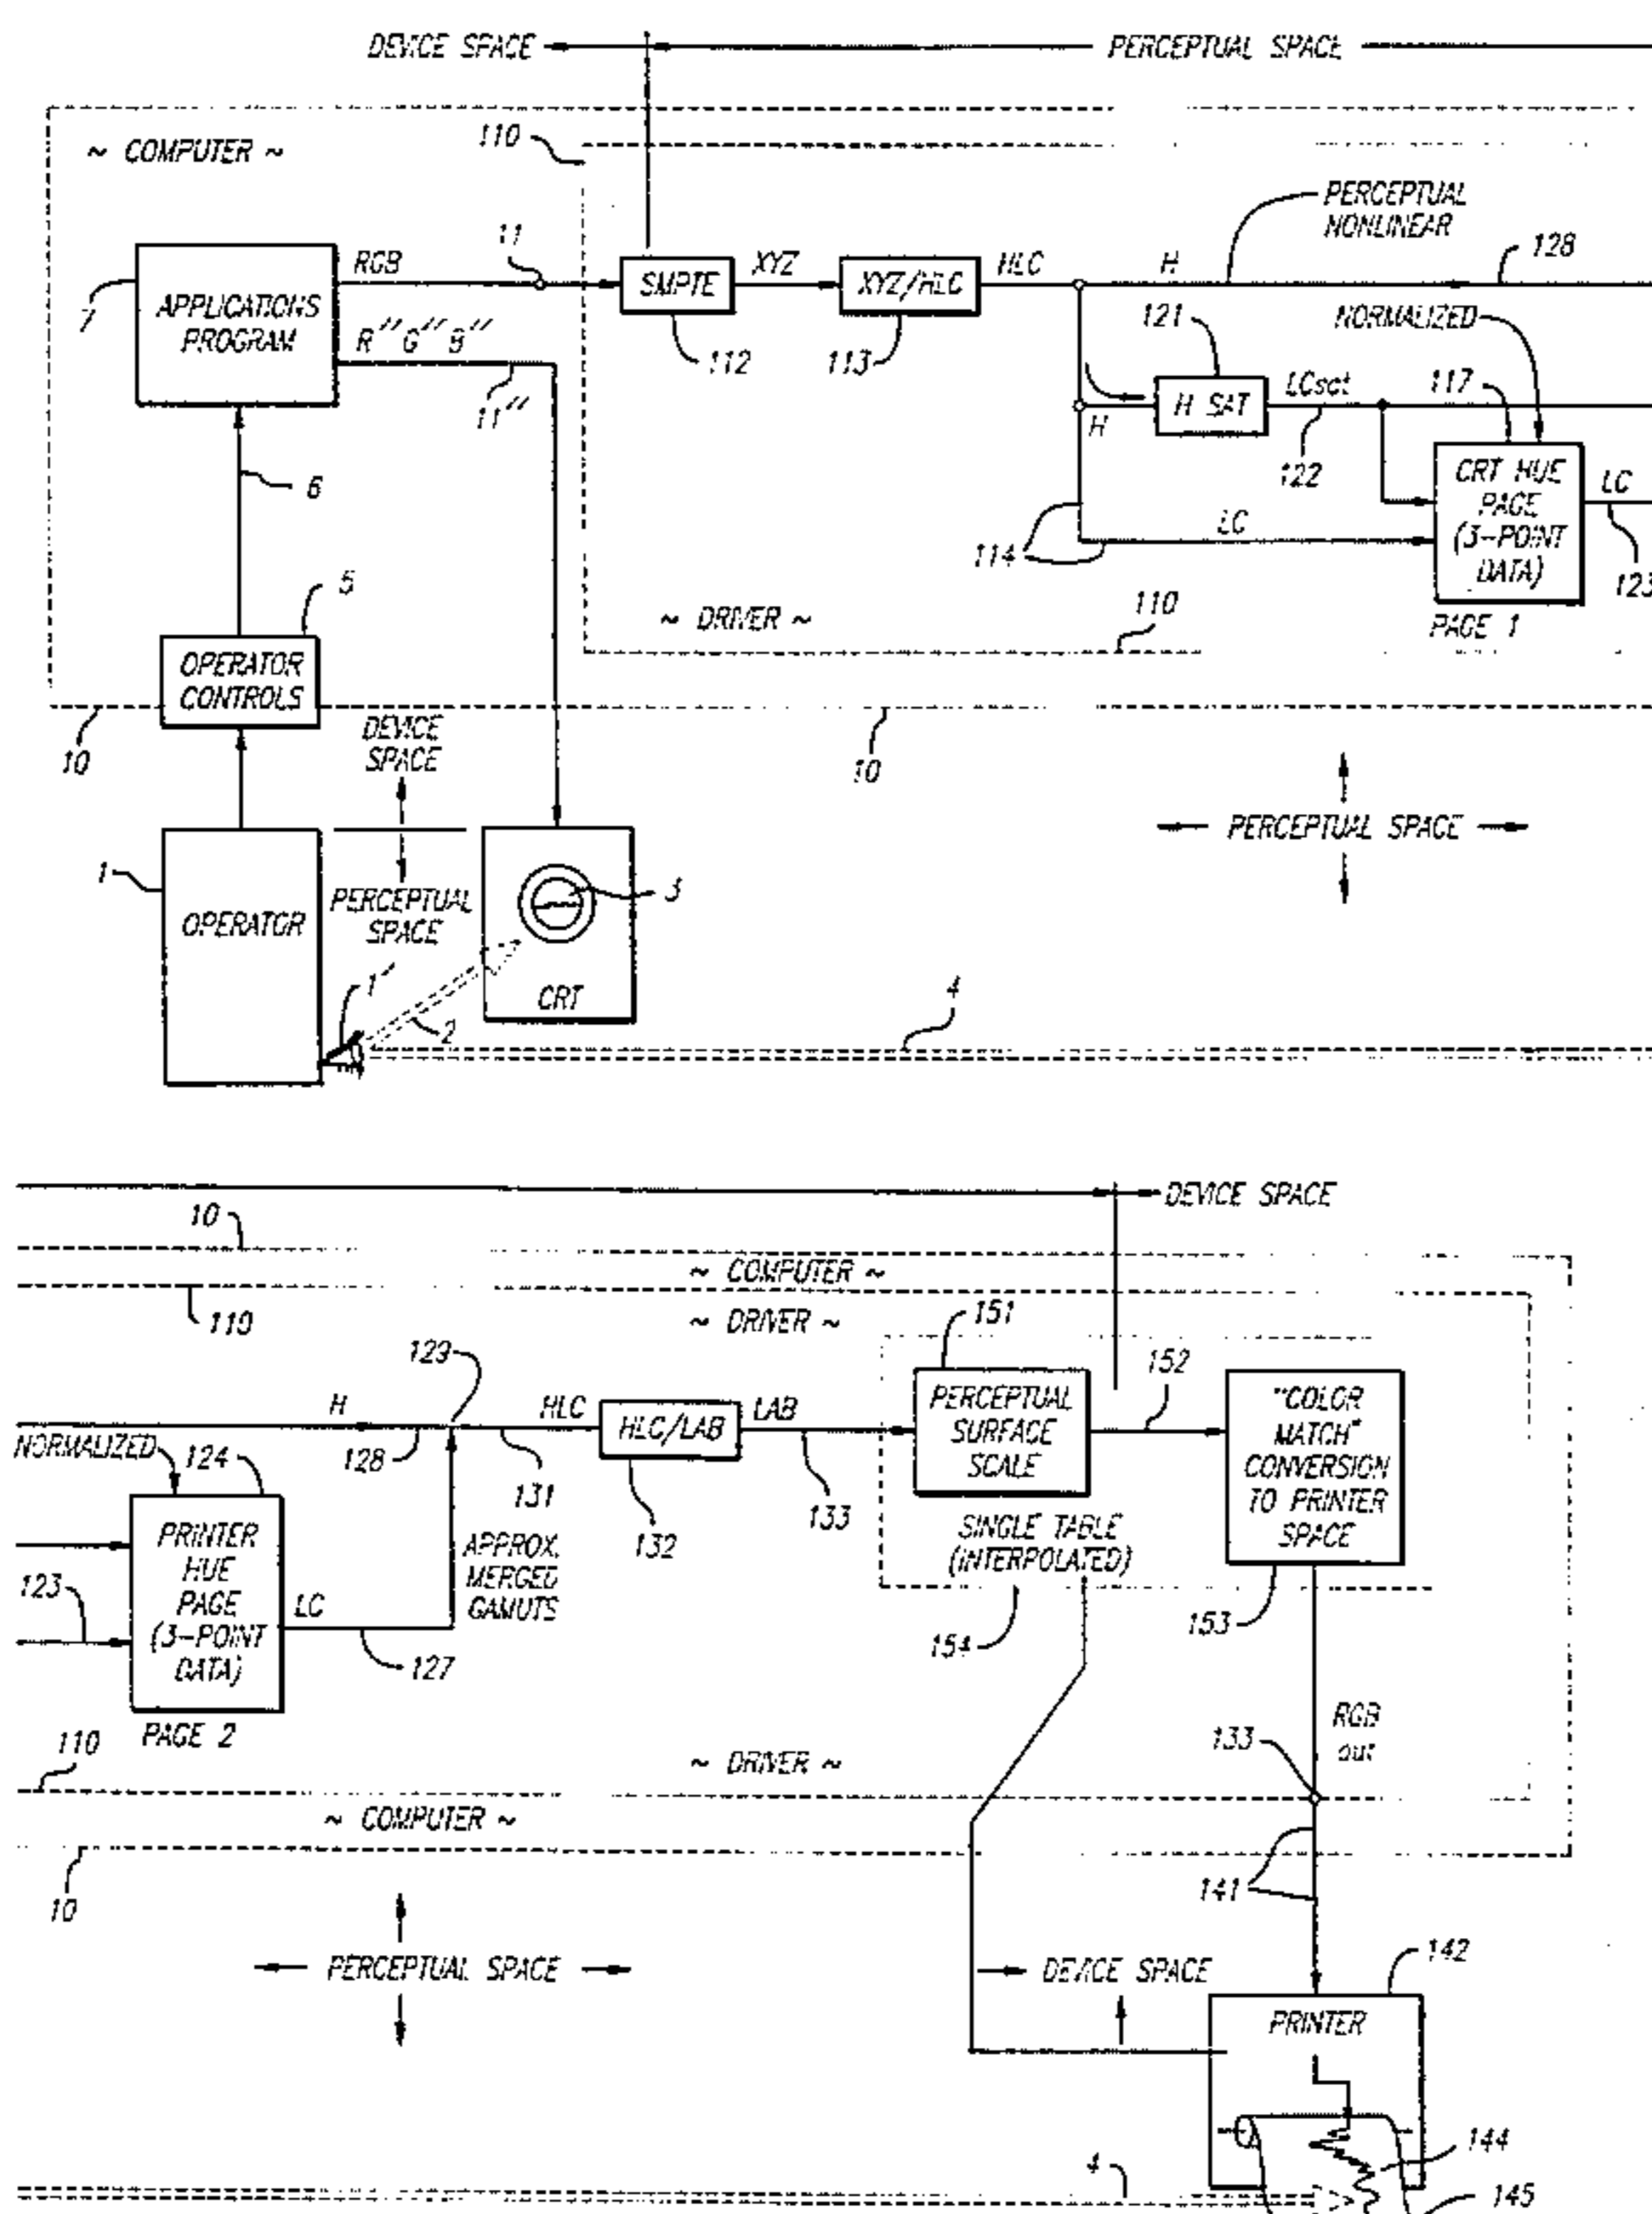 DEVICE SPACE
PERCEPTUAL SPACE
~ COMPUTER ~
110
PERCEPTUAL
NONLINEAR
11
RGB
XYZ
HLC
H
128
7
APPLICATIONS
PROGRAM
SMPTE
XYZ/HLC
121
NORMALIZED
R″ G″ B″
112
113
LCsat
117
11″
H
H SAT
122
CRT HUE
PAGE
(3-POINT
DATA)
LC
6
LC
114
123
5
~ DRIVER ~
110
PAGE 1
OPERATOR
CONTROLS
10
DEVICE
SPACE
10
PERCEPTUAL SPACE
1
OPERATOR
PERCEPTUAL
SPACE
3
1′
2
CRT
4
DEVICE SPACE
10
~ COMPUTER ~
110
~ DRIVER ~
151
129
152
H
HLC
LAB
HLC/LAB
PERCEPTUAL
SURFACE
SCALE
"COLOR
MATCH"
CONVERSION
TO PRINTER
SPACE
NORMALIZED
124
128
131
132
133
PRINTER
HUE
PAGE
(3-POINT
DATA)
APPROX.
MERGED
GAMUTS
SINGLE TABLE
(INTERPOLATED)
123
LC
127
154
153
PAGE 2
110
RGB
out
133
~ DRIVER ~
~ COMPUTER ~
10
141
PERCEPTUAL SPACE
DEVICE SPACE
142
PRINTER
144
4
145